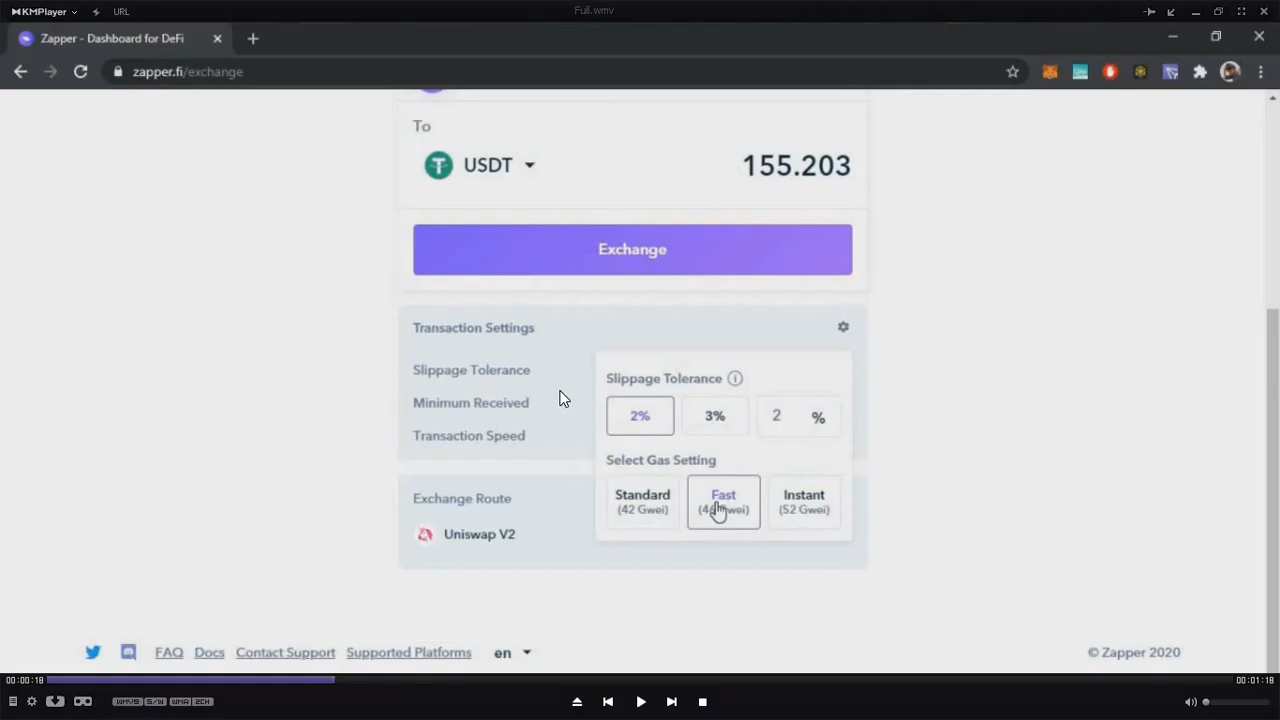 KMPlayer
URL
Full.wmv
Zapper - Dashboard for DeFi
zapper.fi/exchange
To
USDT
155.203
Exchange
Transaction Settings
Slippage Tolerance
Minimum Received
Transaction Speed
Slippage Tolerance
2%
3%
2 %
Select Gas Setting
Standard
(42 Gwei)
Fast
Instant
(52 Gwei)
Exchange Route
Uniswap V2
FAQ
Docs
Contact Support
Supported Platforms
en
© Zapper 2020
00:00:18
00:01:18
WMV9 S/W WMA 2CH